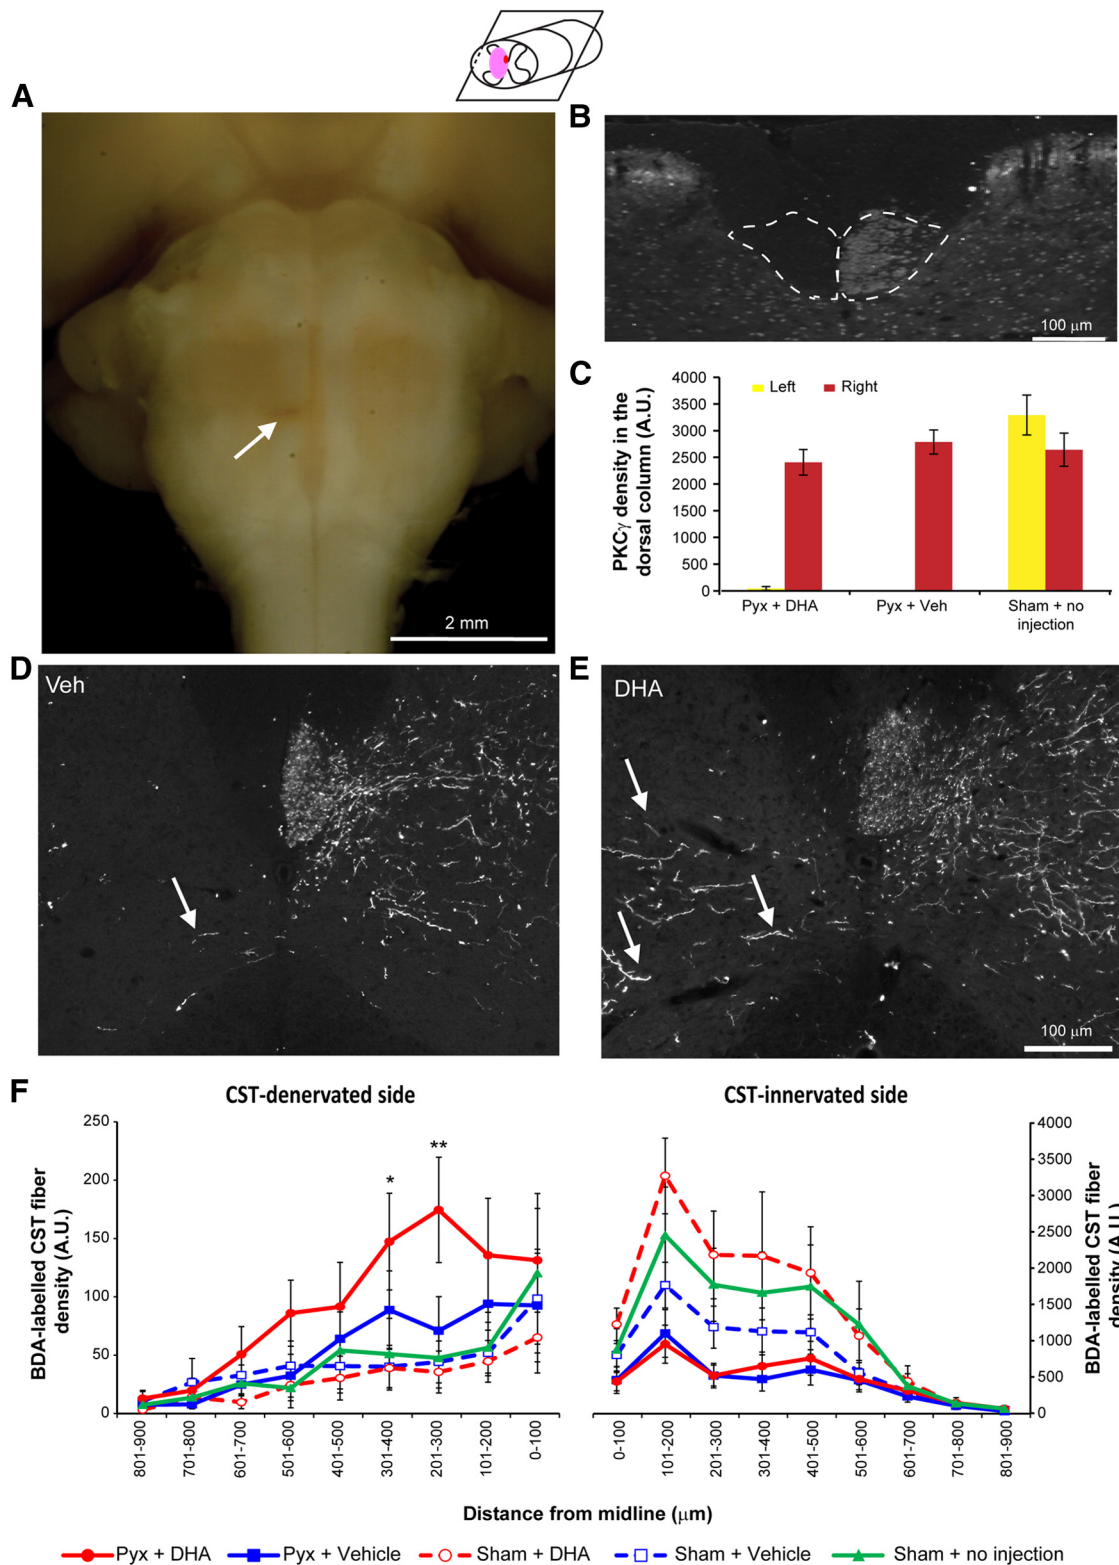 A
B
2 mm
100 μm
C
PKCγ density in the
dorsal column (A.U.)
4000
3500
3000
2500
2000
1500
1000
500
0
Left
Right
Pyx + DHA
Pyx + Veh
Sham + no
injection
D
Veh
E
DHA
100 μm
F
CST-denervated side
CST-innervated side
BDA-labelled CST fiber
density (A.U.)
250
200
150
100
50
0
*
**
801-900
701-800
601-700
501-600
401-500
301-400
201-300
101-200
0-100
0-100
101-200
201-300
301-400
401-500
501-600
601-700
701-800
801-900
4000
3500
3000
2500
2000
1500
1000
500
0
BDA-labelled CST fiber
density (A.U.)
Distance from midline (μm)
Pyx + DHA
Pyx + Vehicle
Sham + DHA
Sham + Vehicle
Sham + no injection